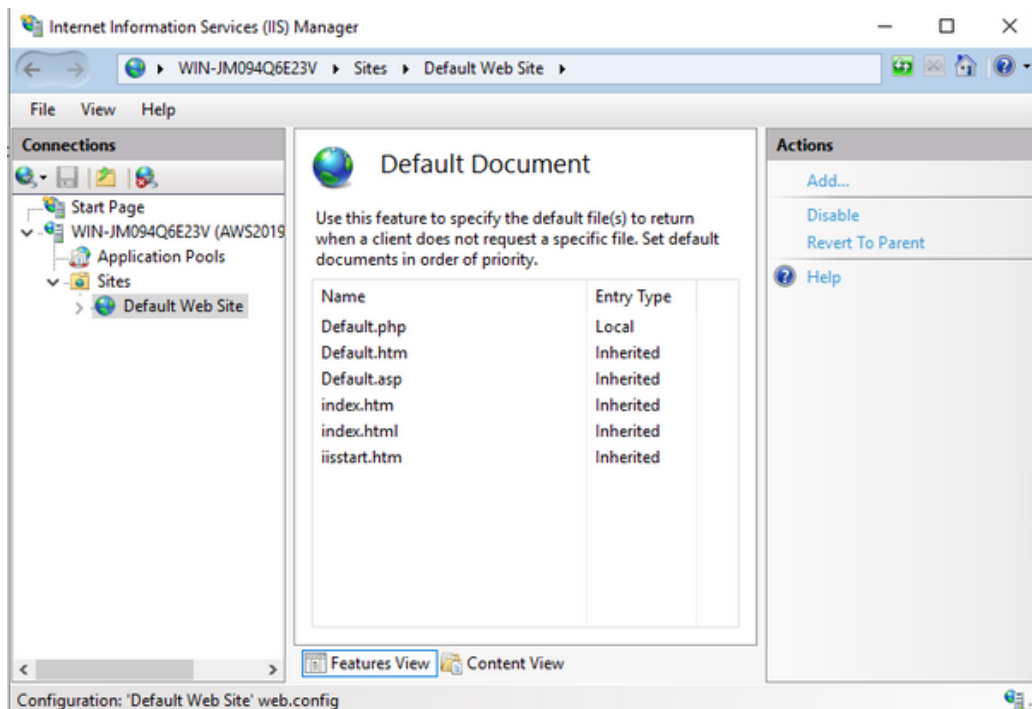 Internet Information Services (IIS) Manager
WIN-JM094Q6E23V Sites Default Web Site
File View Help
Connections
Start Page
WIN-JM094Q6E23V (AWS2019
Application Pools
Sites
Default Web Site
Default Document
Use this feature to specify the default file(s) to return
when a client does not request a specific file. Set default
documents in order of priority.
Name Entry Type
Default.php Local
Default.htm Inherited
Default.asp Inherited
index.htm Inherited
index.html Inherited
iisstart.htm Inherited
Features View Content View
Actions
Add...
Disable
Revert To Parent
Help
Configuration: 'Default Web Site' web.config